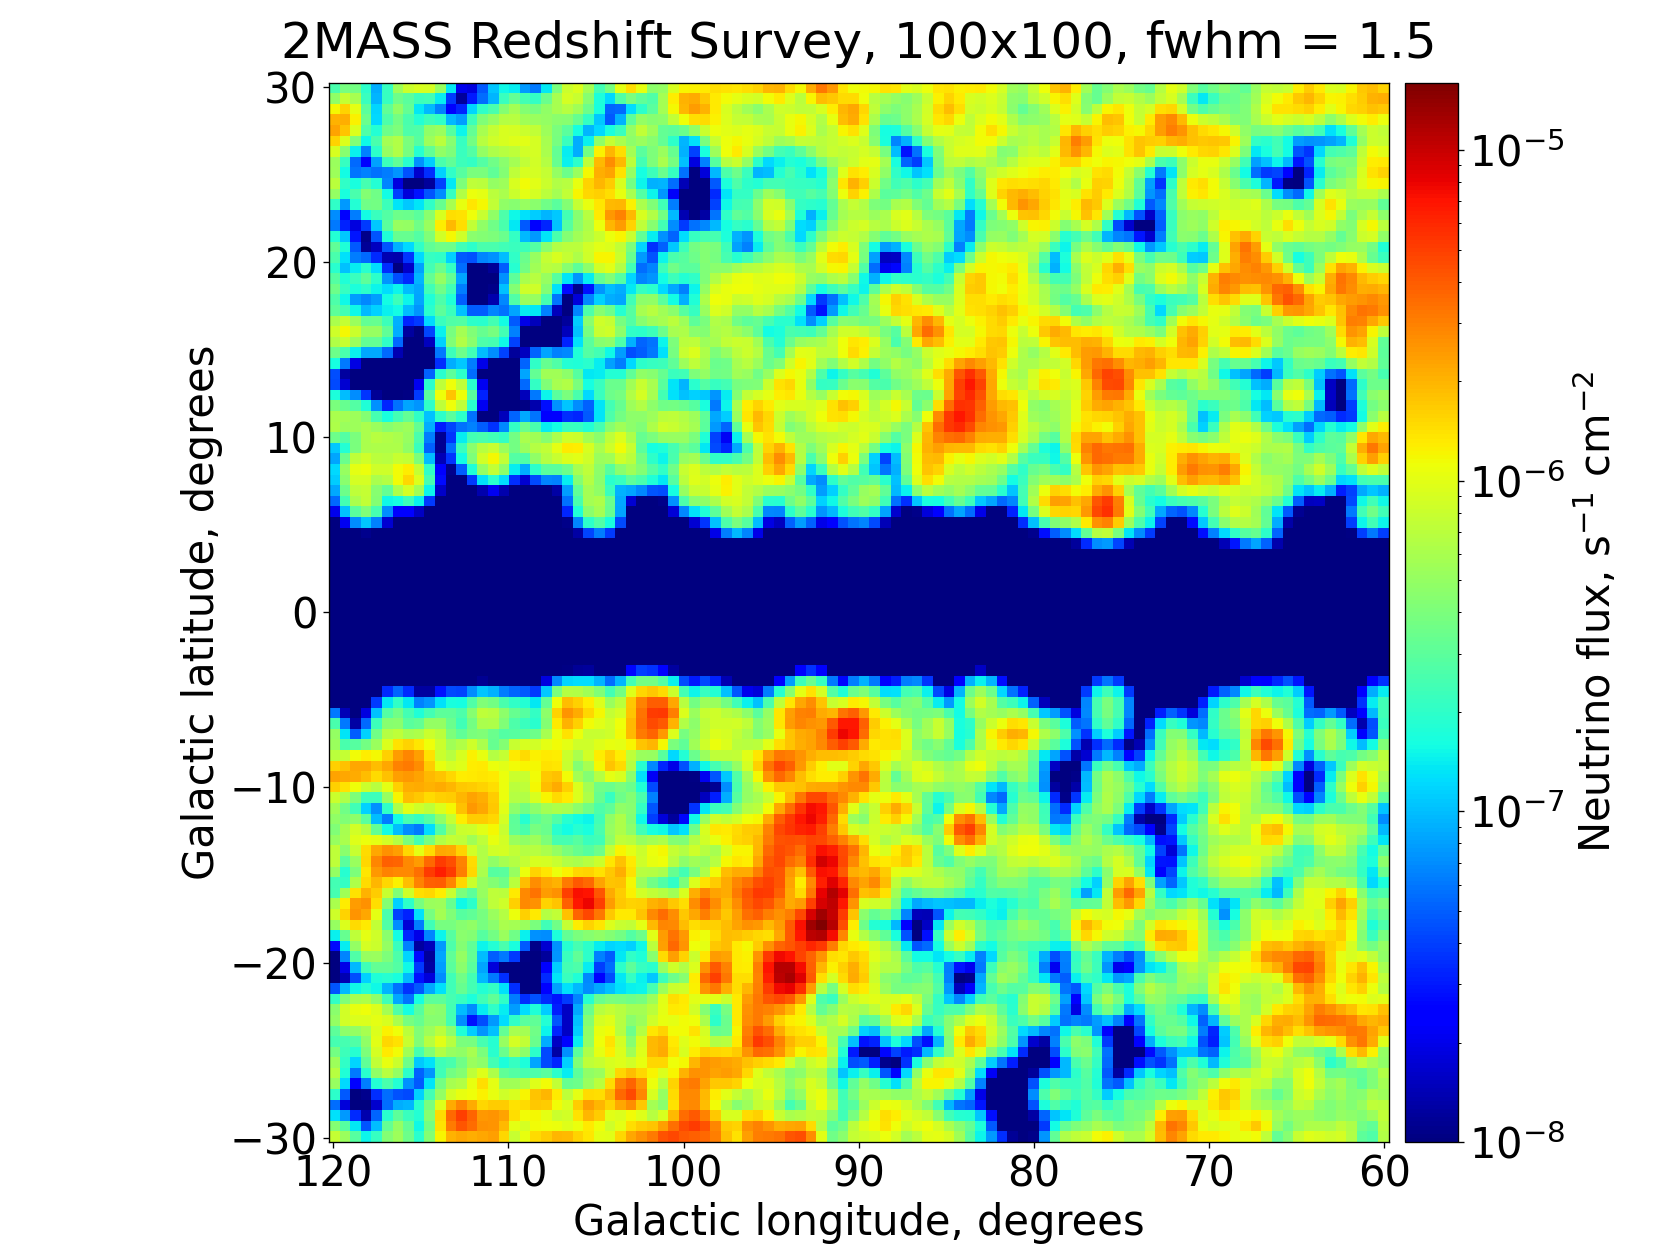 2MASS Redshift Survey, 100x100, fwhm = 1.5
30
20
10
0
−10
−20
−30
Galactic latitude, degrees
120 110 100 90 80 70 60
Galactic longitude, degrees
10⁻⁵
10⁻⁶
10⁻⁷
10⁻⁸
Neutrino flux, s⁻¹ cm⁻²